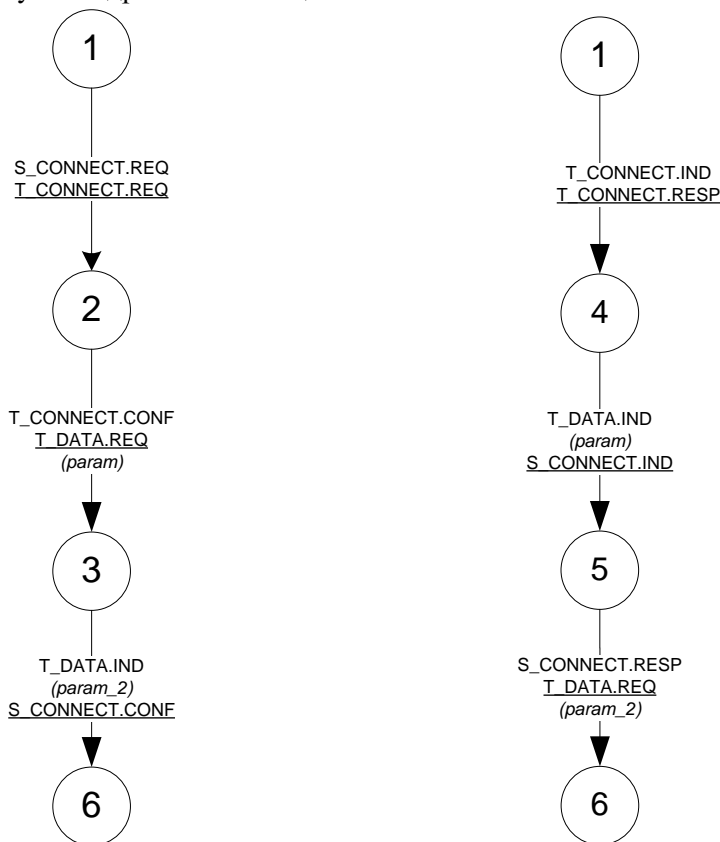 1
S_CONNECT.REQ
T_CONNECT.REQ
2
T_CONNECT.CONF
T_DATA.REQ
(param)
3
T_DATA.IND
(param_2)
S_CONNECT.CONF
6
1
T_CONNECT.IND
T_CONNECT.RESP
4
T_DATA.IND
(param)
S_CONNECT.IND
5
S_CONNECT.RESP
T_DATA.REQ
(param_2)
6